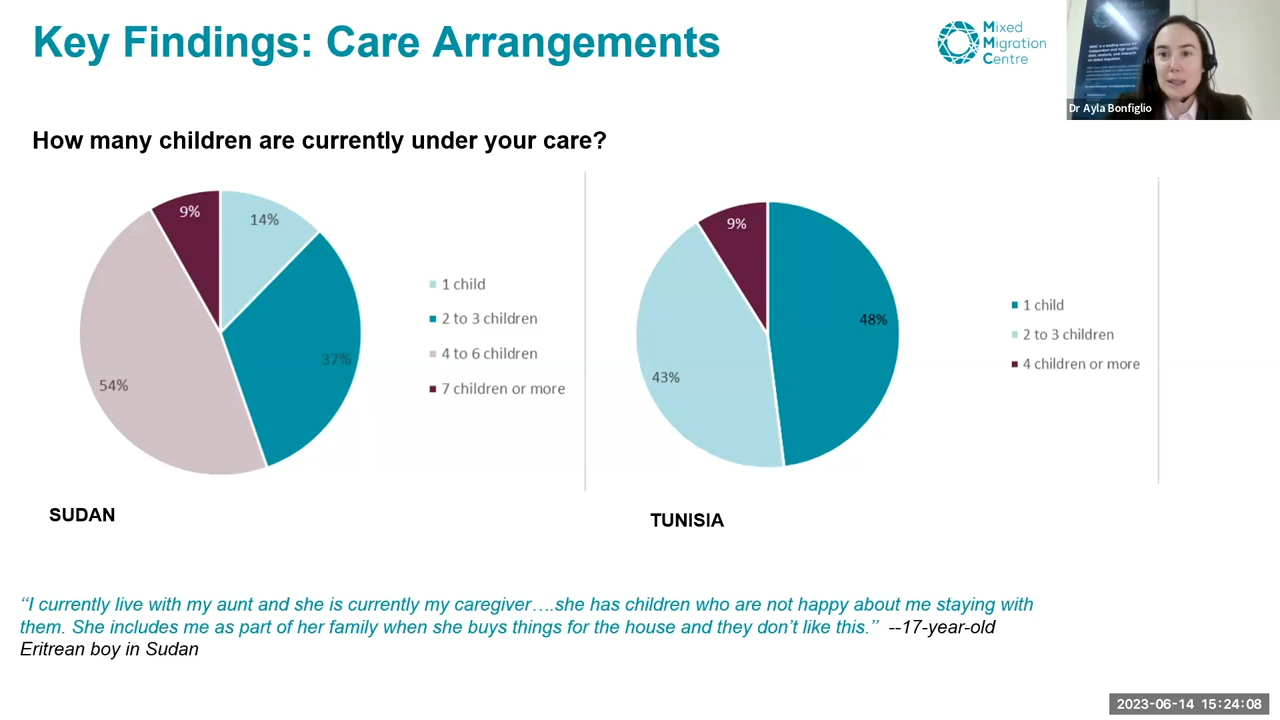 Key Findings: Care Arrangements
Mixed
Migration
Centre
Dr Ayla Bonfiglio
How many children are currently under your care?
9%
14%
37%
54%
1 child
2 to 3 children
4 to 6 children
7 children or more
SUDAN
9%
48%
43%
1 child
2 to 3 children
4 children or more
TUNISIA
“I currently live with my aunt and she is currently my caregiver….she has children who are not happy about me staying with
them. She includes me as part of her family when she buys things for the house and they don’t like this.” --17-year-old
Eritrean boy in Sudan
2023-06-14 15:24:08